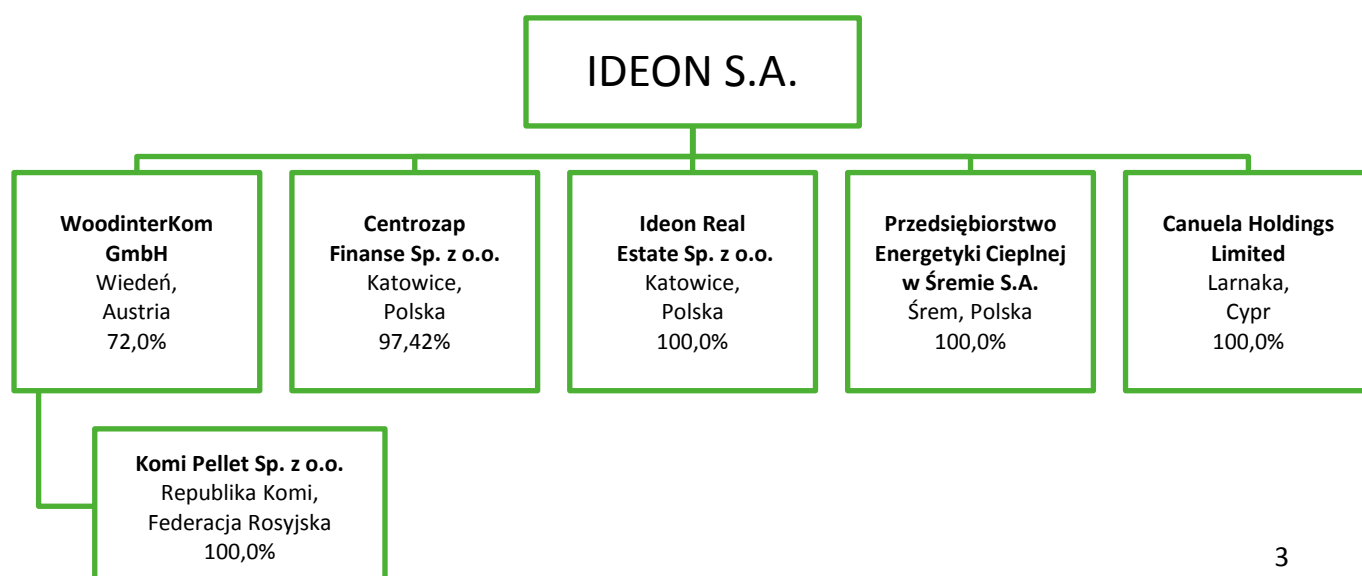 IDEON S.A.
WoodinterKom
GmbH
Wiedeń,
Austria
72,0%
Centrozap
Finanse Sp. z o.o.
Katowice,
Polska
97,42%
Ideon Real
Estate Sp. z o.o.
Katowice,
Polska
100,0%
Przedsiębiorstwo
Energetyki Cieplnej
w Śremie S.A.
Śrem, Polska
100,0%
Canuela Holdings
Limited
Larnaka,
Cypr
100,0%
Komi Pellet Sp. z o.o.
Republika Komi,
Federacja Rosyjska
100,0%
3